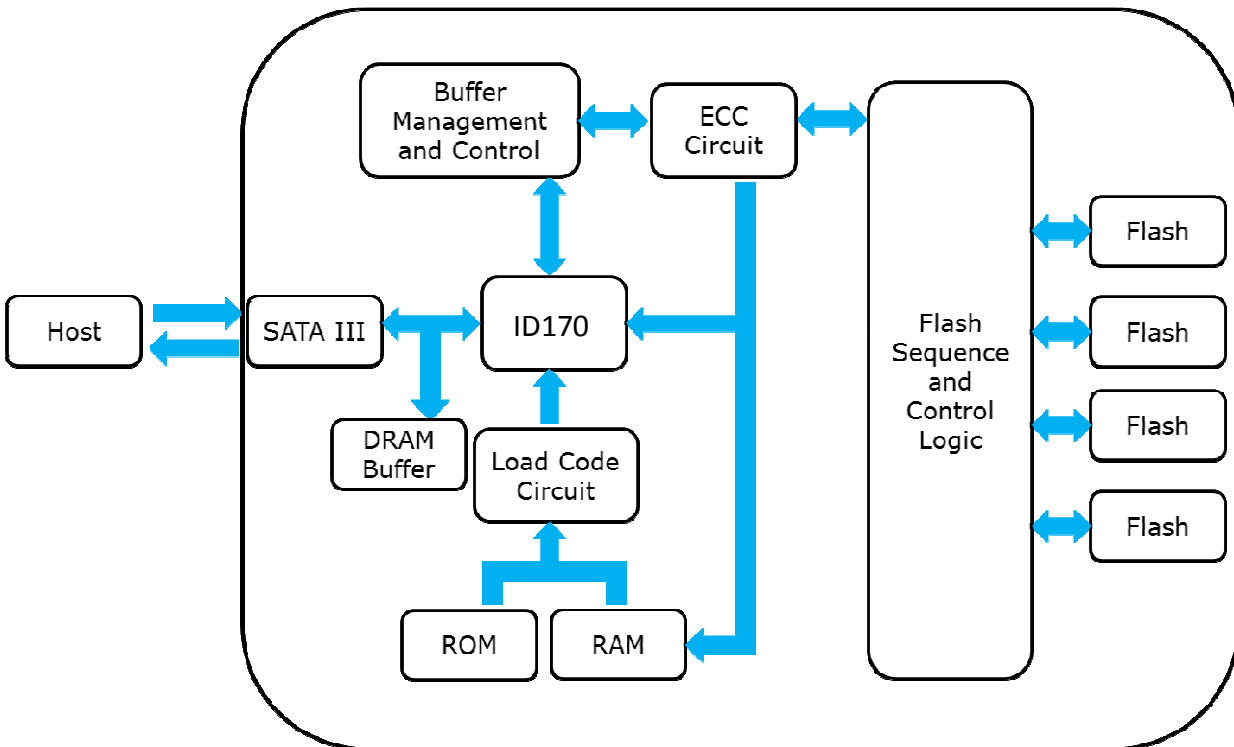 Buffer
Management
and Control
ECC
Circuit
Flash
Host
SATA III
ID170
Flash
Sequence
and
Control
Logic
Flash
DRAM
Buffer
Load Code
Circuit
Flash
Flash
ROM
RAM